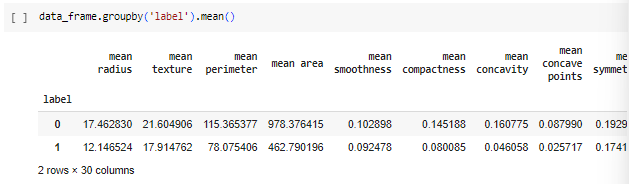 [ ] data_frame.groupby('label').mean()
mean mean mean mean area mean mean mean mean concave points me
radius texture perimeter smoothness compactness concavity symmet
label
0 17.462830 21.604906 115.365377 978.376415 0.102898 0.145188 0.160775 0.087990 0.1929
1 12.146524 17.914762 78.075406 462.790196 0.092478 0.080085 0.046058 0.025717 0.1741
2 rows × 30 columns